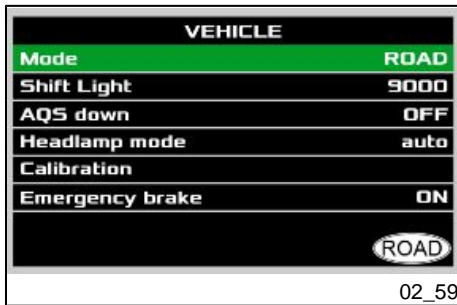 VEHICLE
Mode ROAD
Shift Light 9000
AQS down OFF
Headlamp mode auto
Calibration
Emergency brake ON
ROAD
02_59